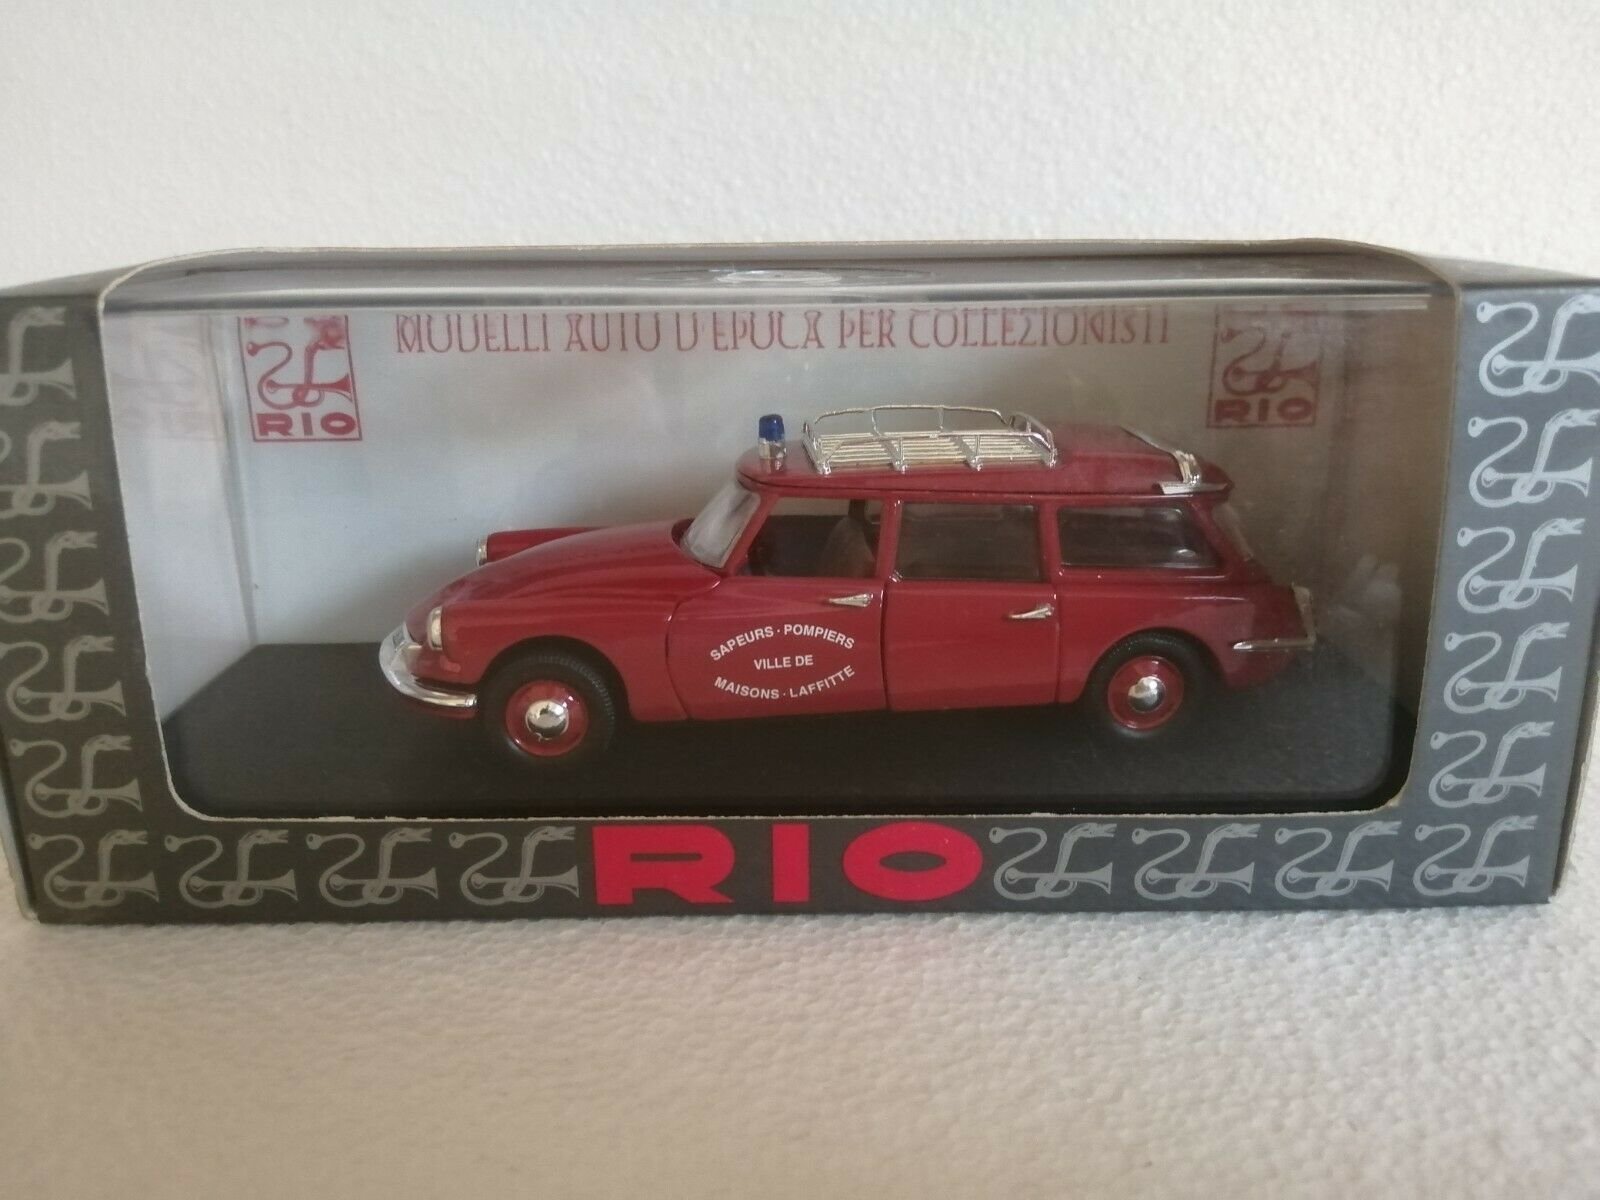 MODELLI AUTO D'EPOCA PER COLLEZIONISTI
RIO
RIO
SAPEURS · POMPIERS
VILLE DE
MAISONS · LAFFITTE
RIO